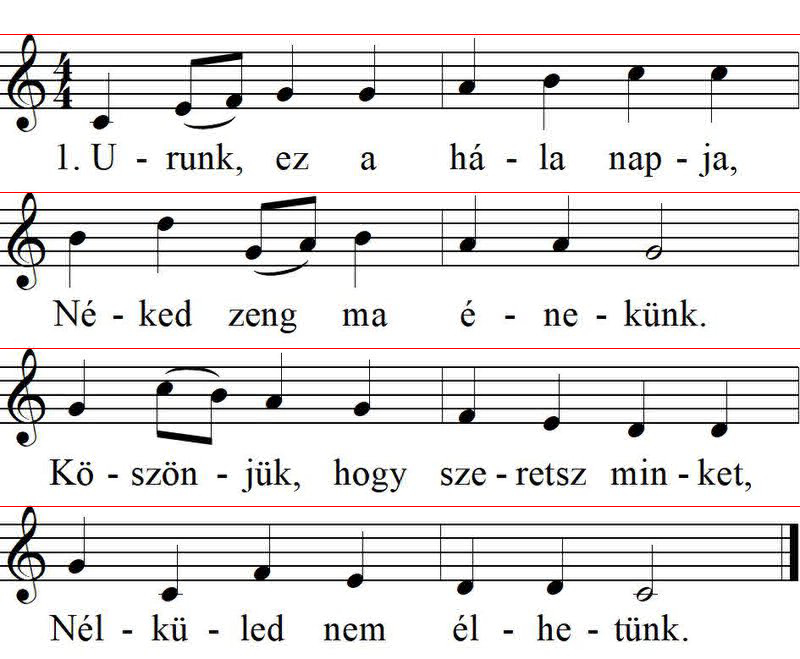 4
4
1. U - runk, ez a há - la nap - ja,
Né - ked zeng ma é - ne - künk.
Kö - szön - jük, hogy sze - retsz min - ket,
Nél - kü - led nem él - he - tünk.